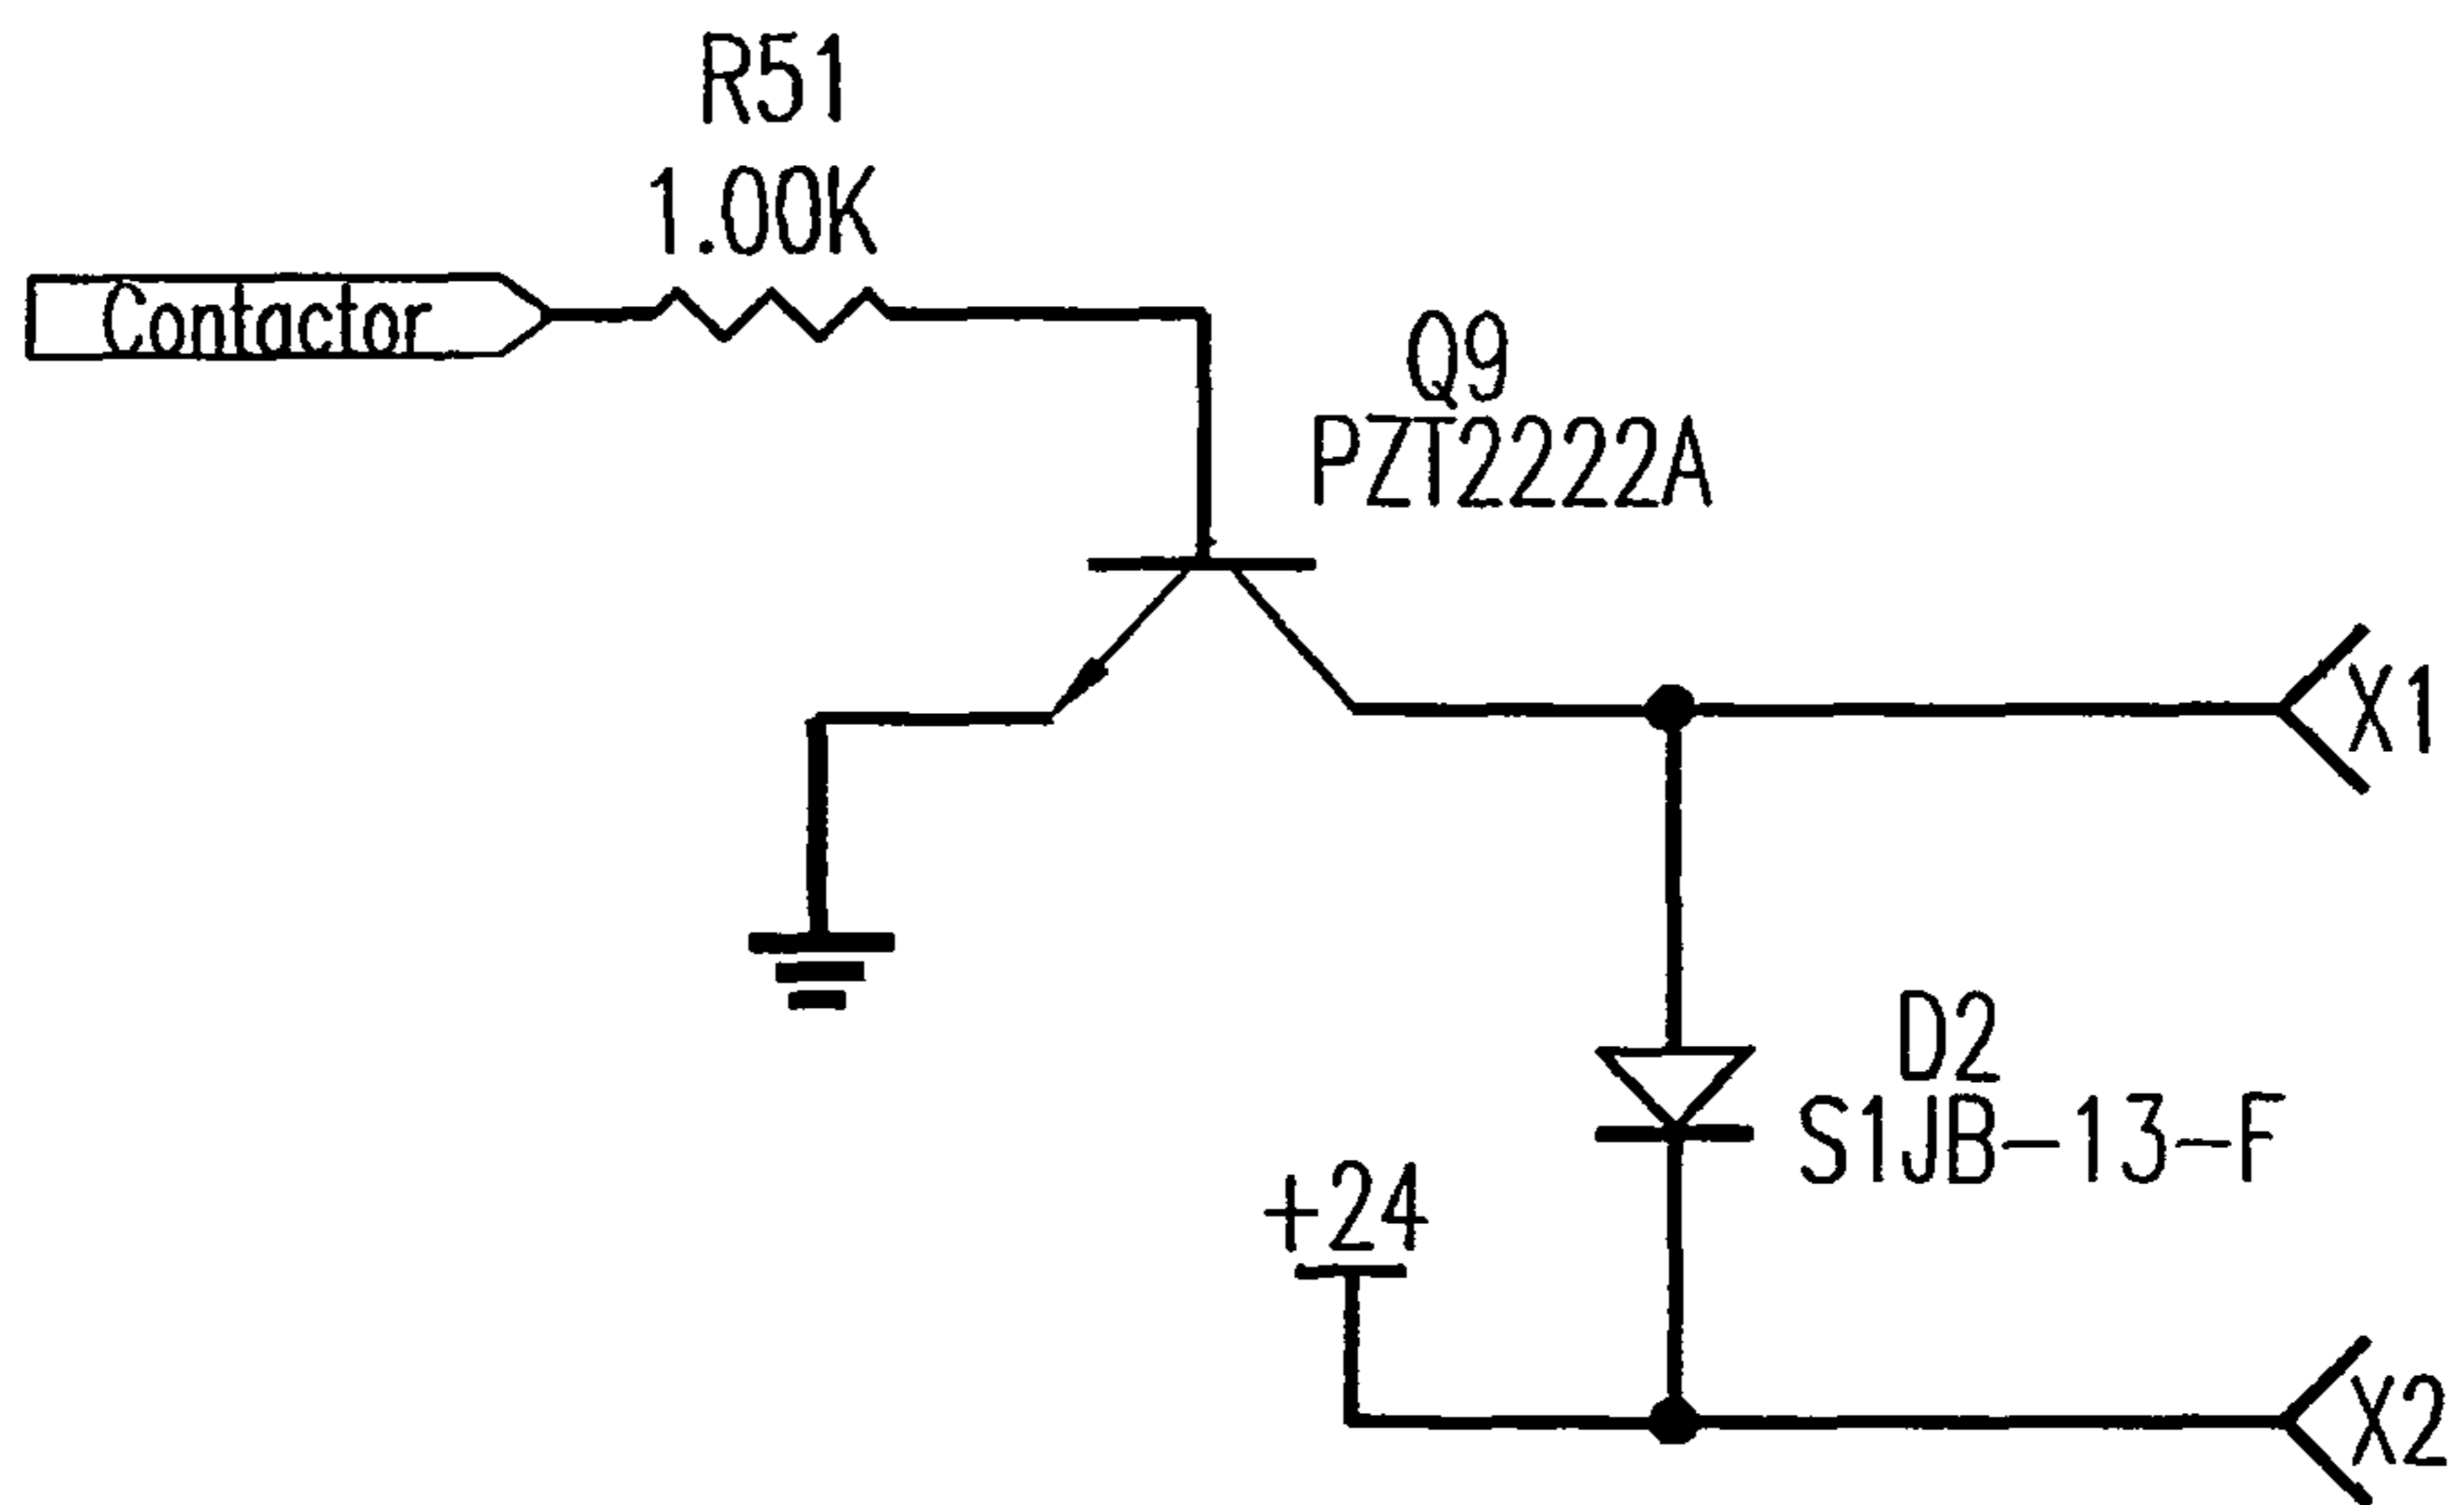 R51
1.00K
Contactor
Q9
PZT2222A
X1
D2
S1JB-13-F
+24
X2